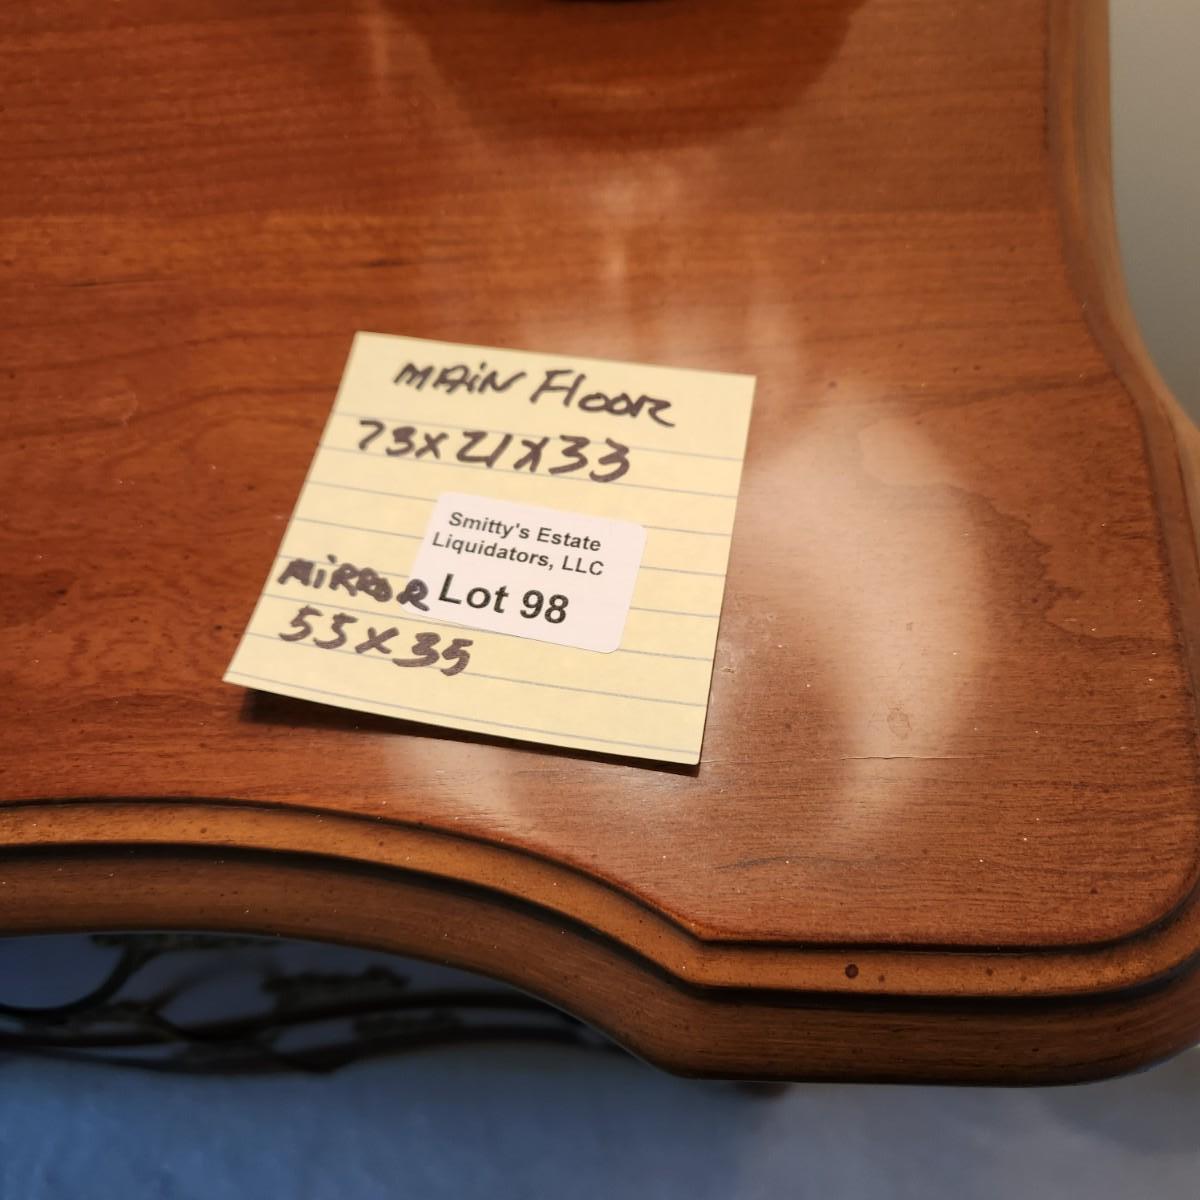 MAiN Floor
73x21x33
Smitty's Estate
Liquidators, LLC
MiRROR Lot 98
55x35